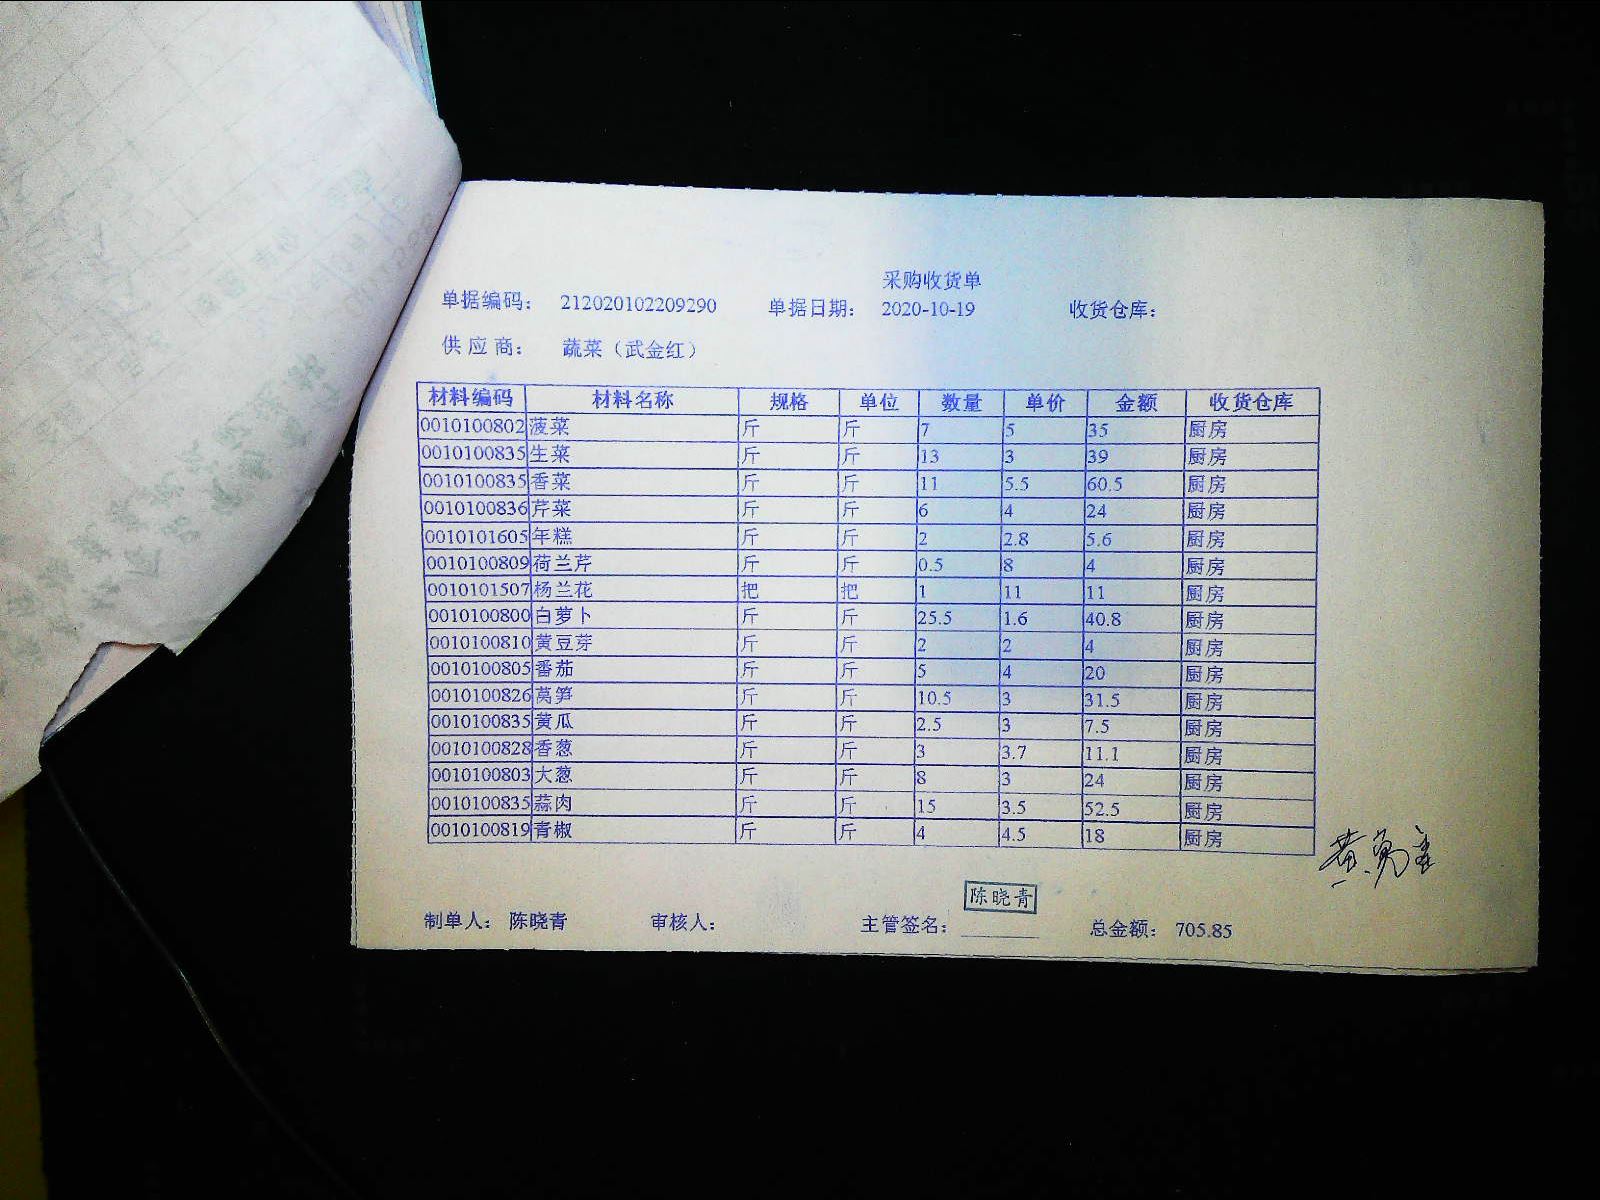 采购收货单
单据编码： 212020102209290 单据日期： 2020-10-19 收货仓库：
供 应 商： 蔬菜（武金红）
材料编码 材料名称 规格 单位 数量 单价 金额 收货仓库
0010100802 菠菜 斤 斤 7 5 35 厨房
0010100835 生菜 斤 斤 13 3 39 厨房
0010100835 香菜 斤 斤 11 5.5 60.5 厨房
0010100836 芹菜 斤 斤 6 4 24 厨房
0010101605 年糕 斤 斤 2 2.8 5.6 厨房
0010100809 荷兰芹 斤 斤 0.5 8 4 厨房
0010101507 杨兰花 把 把 1 11 11 厨房
0010100800 白萝卜 斤 斤 25.5 1.6 40.8 厨房
0010100810 黄豆芽 斤 斤 2 2 4 厨房
0010100805 番茄 斤 斤 5 4 20 厨房
0010100826 莴笋 斤 斤 10.5 3 31.5 厨房
0010100835 黄瓜 斤 斤 2.5 3 7.5 厨房
0010100828 香葱 斤 斤 3 3.7 11.1 厨房
0010100803 大葱 斤 斤 8 3 24 厨房
0010100835 蒜肉 斤 斤 15 3.5 52.5 厨房
0010100819 青椒 斤 斤 4 4.5 18 厨房
陈晓青
制单人： 陈晓青 审核人： 主管签名： 总金额： 705.85